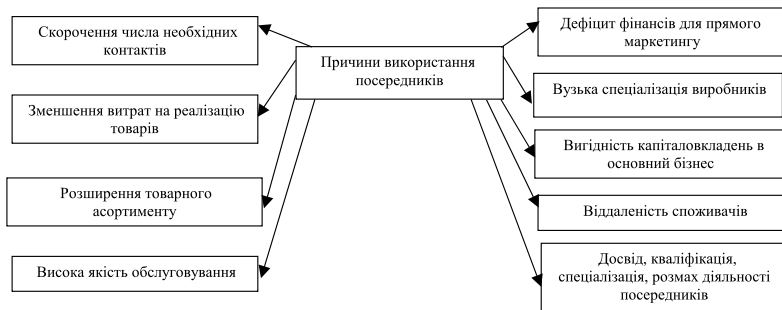 Скорочення числа необхідних
контактів
Зменшення витрат на реалізацію
товарів
Розширення товарного
асортименту
Висока якість обслуговування
Причини використання
посередників
Дефіцит фінансів для прямого
маркетингу
Вузька спеціалізація виробників
Вигідність капіталовкладень в
основний бізнес
Віддаленість споживачів
Досвід, кваліфікація,
спеціалізація, розмах діяльності
посередників